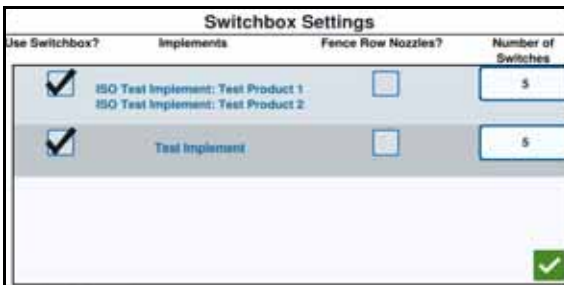 Switchbox Settings
Use Switchbox? Implements Fence Row Nozzles? Number of Switches
ISO Test Implement: Test Product 1 5
ISO Test Implement: Test Product 2
Test Implement 5